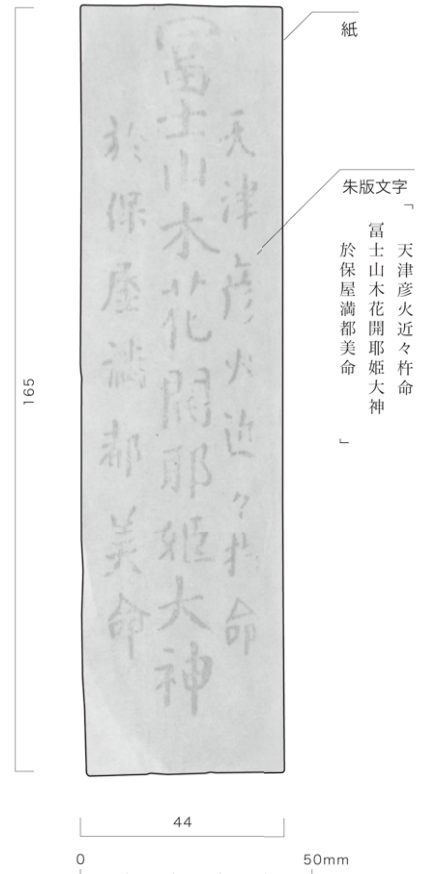 紙
朱版文字
「
天津彦火近々杵命
冨士山木花開耶姫大神
於保屋満都美命
」
天津彦火近々杵命
冨士山木花開耶姫大神
於保屋満都美命
165
44
0
50mm